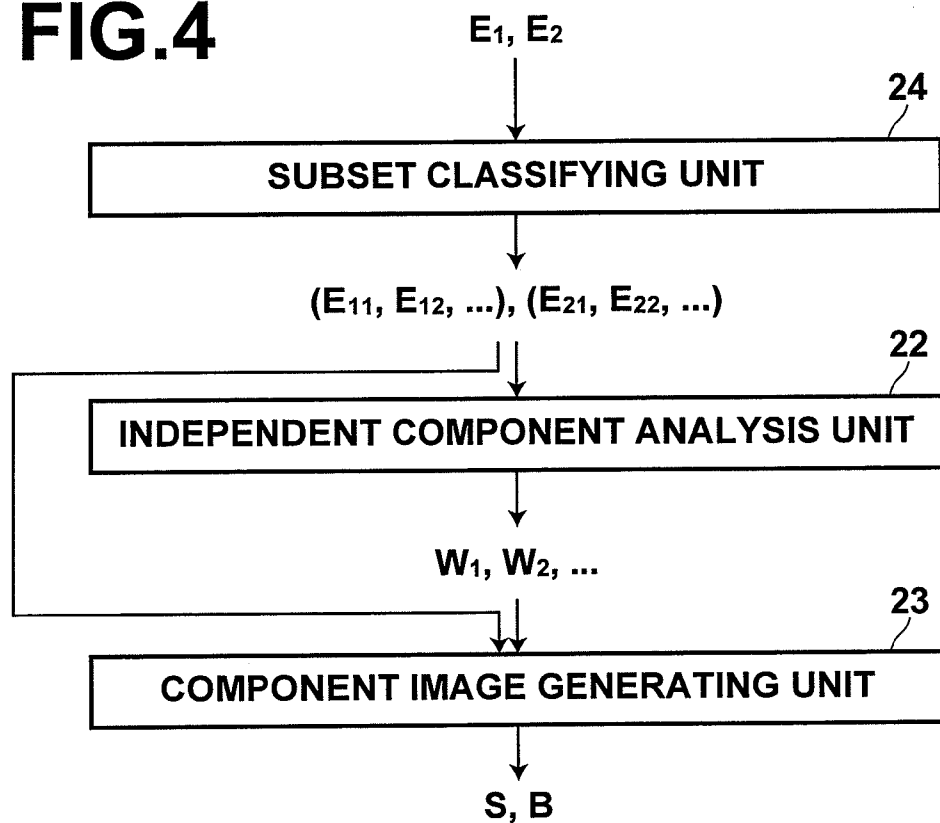 FIG.4
E₁, E₂
24
SUBSET CLASSIFYING UNIT
(E₁₁, E₁₂, ...), (E₂₁, E₂₂, ...)
22
INDEPENDENT COMPONENT ANALYSIS UNIT
W₁, W₂, ...
23
COMPONENT IMAGE GENERATING UNIT
S, B